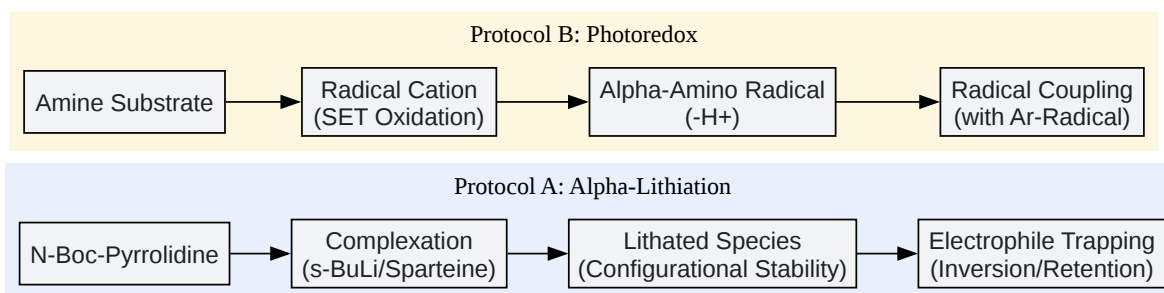 Protocol B: Photoredox
Amine Substrate
Radical Cation
(SET Oxidation)
Alpha-Amino Radical
(-H+)
Radical Coupling
(with Ar-Radical)
Protocol A: Alpha-Lithiation
N-Boc-Pyrrolidine
Complexation
(s-BuLi/Sparteine)
Lithated Species
(Configurational Stability)
Electrophile Trapping
(Inversion/Retention)